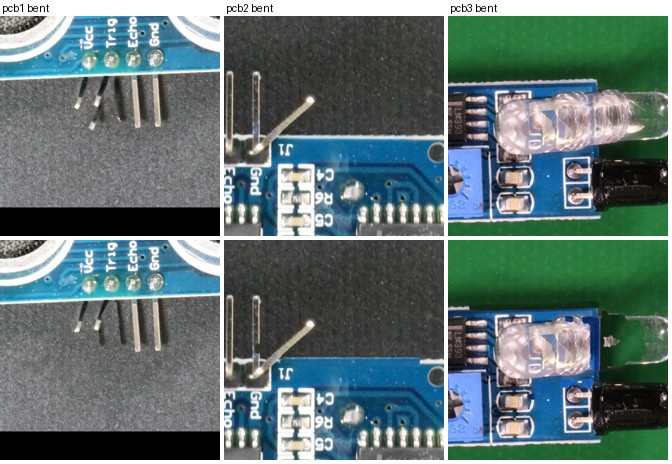 pcb1 bent
pcb2 bent
pcb3 bent
Vcc
Trig
Echo
Gnd
J1
Gnd
Echo
C4
R6
C5
LM393
Vcc
Trig
Echo
Gnd
J1
Gnd
Echo
C4
R6
C5